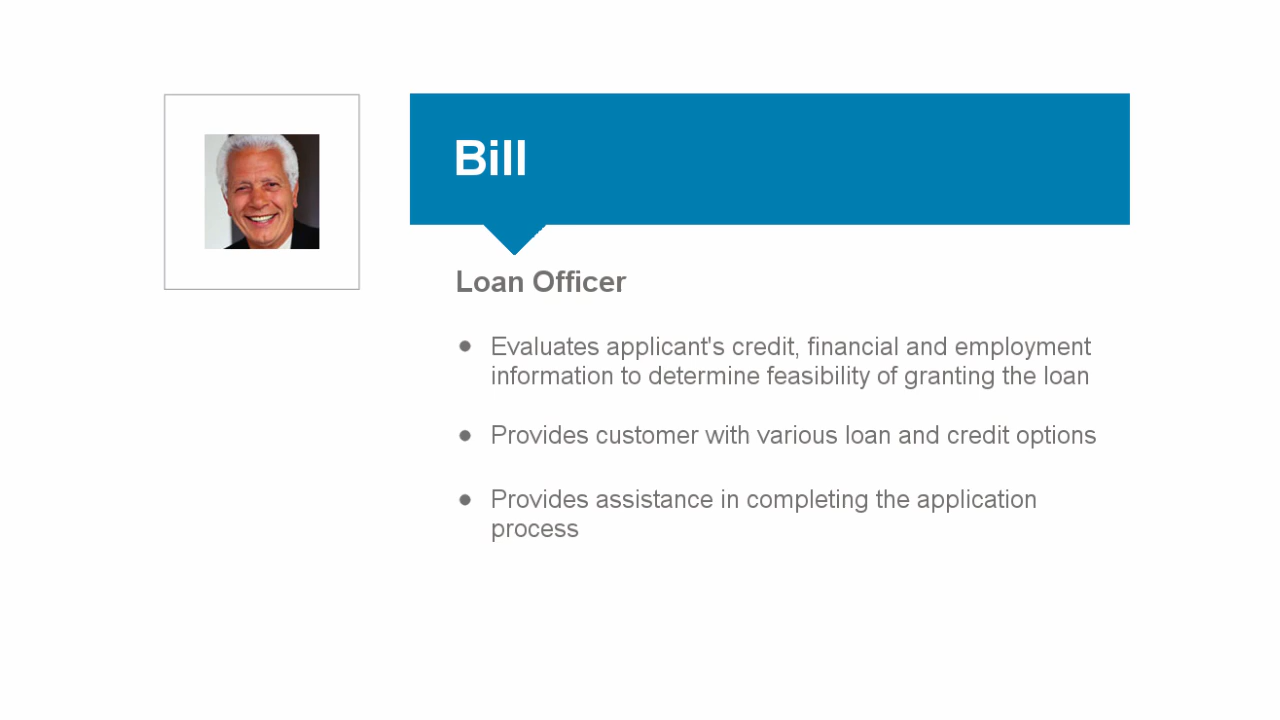 Bill
Loan Officer
Evaluates applicant's credit, financial and employment
information to determine feasibility of granting the loan
Provides customer with various loan and credit options
Provides assistance in completing the application
process